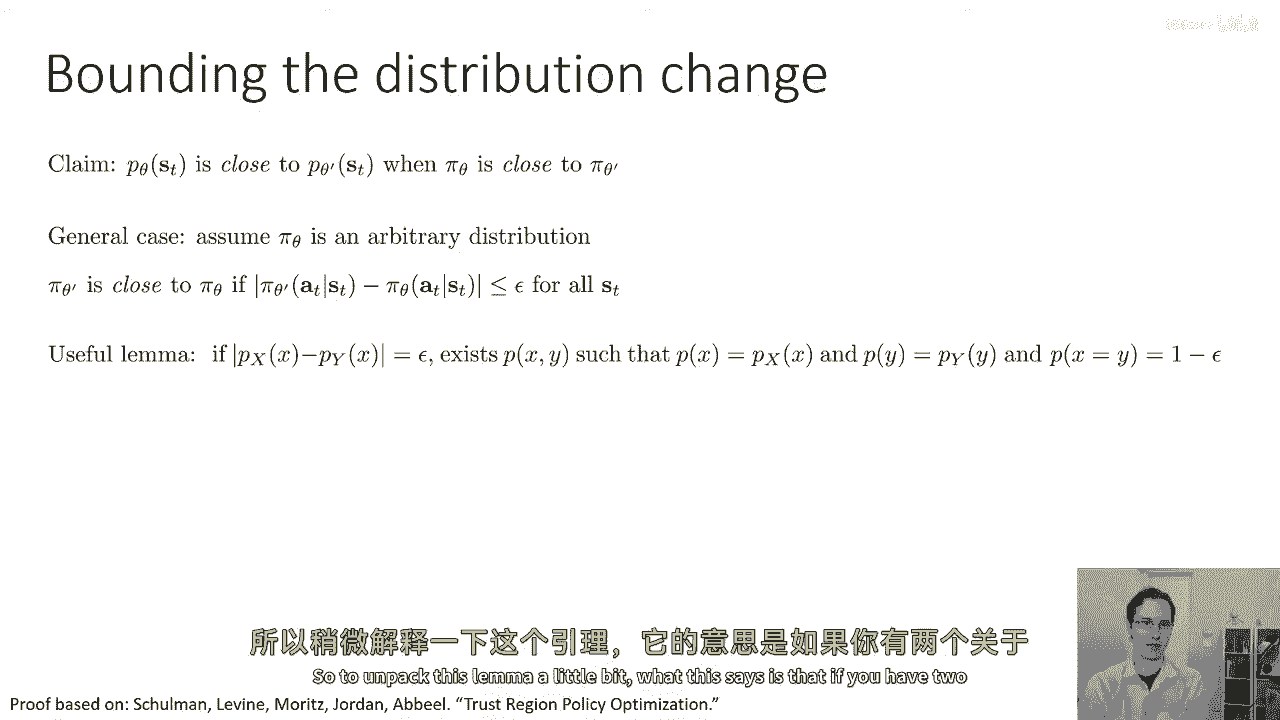 Bounding the distribution change
Claim: $p_\theta(\mathbf{s}_t)$ is close to $p_{\theta'}(\mathbf{s}_t)$ when $\pi_\theta$ is close to $\pi_{\theta'}$
General case: assume $\pi_\theta$ is an arbitrary distribution
$\pi_{\theta'}$ is close to $\pi_\theta$ if $|\pi_{\theta'}(\mathbf{a}_t|\mathbf{s}_t) - \pi_\theta(\mathbf{a}_t|\mathbf{s}_t)| \leq \epsilon$ for all $\mathbf{s}_t$
Useful lemma: if $|p_X(x) - p_Y(x)| = \epsilon$, exists $p(x, y)$ such that $p(x) = p_X(x)$ and $p(y) = p_Y(y)$ and $p(x = y) = 1 - \epsilon$
所以稍微解释一下这个引理，它的意思是如果你有两个关于
So to unpack this lemma a little bit, what this says is that if you have two
Proof based on: Schulman, Levine, Moritz, Jordan, Abbeel. “Trust Region Policy Optimization.”